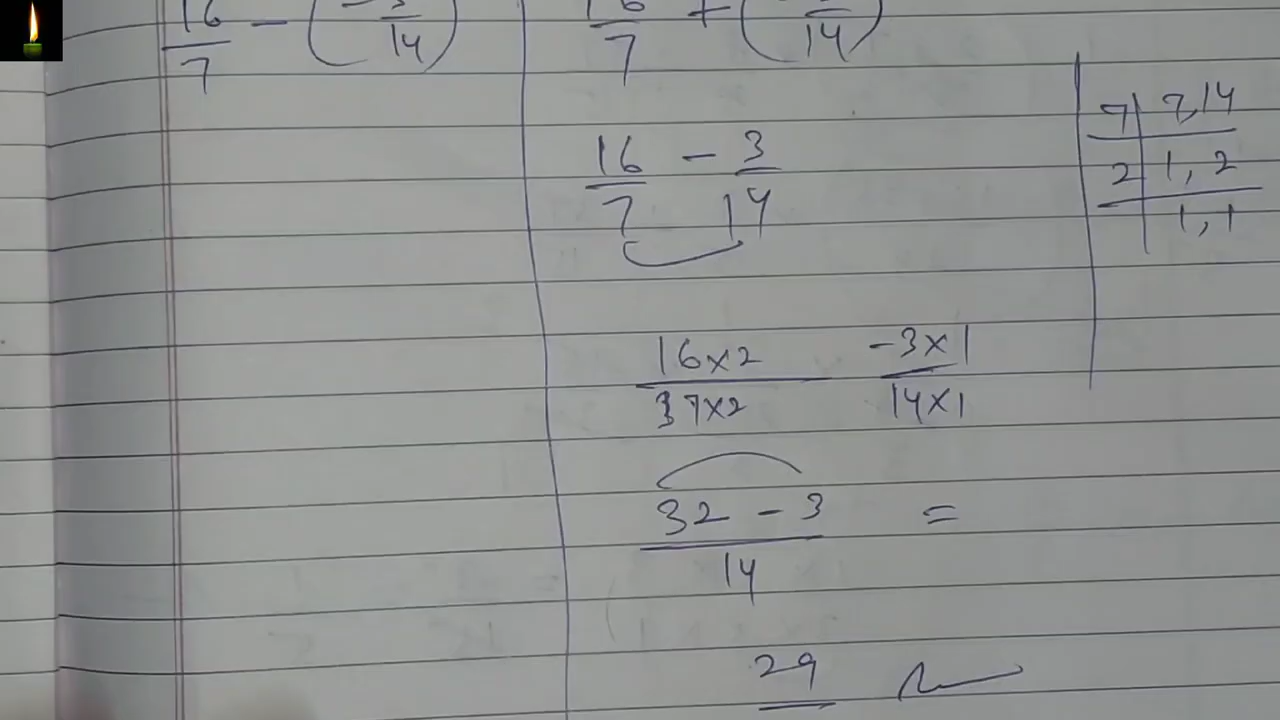 16/7 - (-3/14)
16/7 + (-3/14)
16/7 - 3/14
7 | 7, 14
2 | 1, 2
1, 1
16×2/7×2 -3×1/14×1
32 - 3/14 =
29